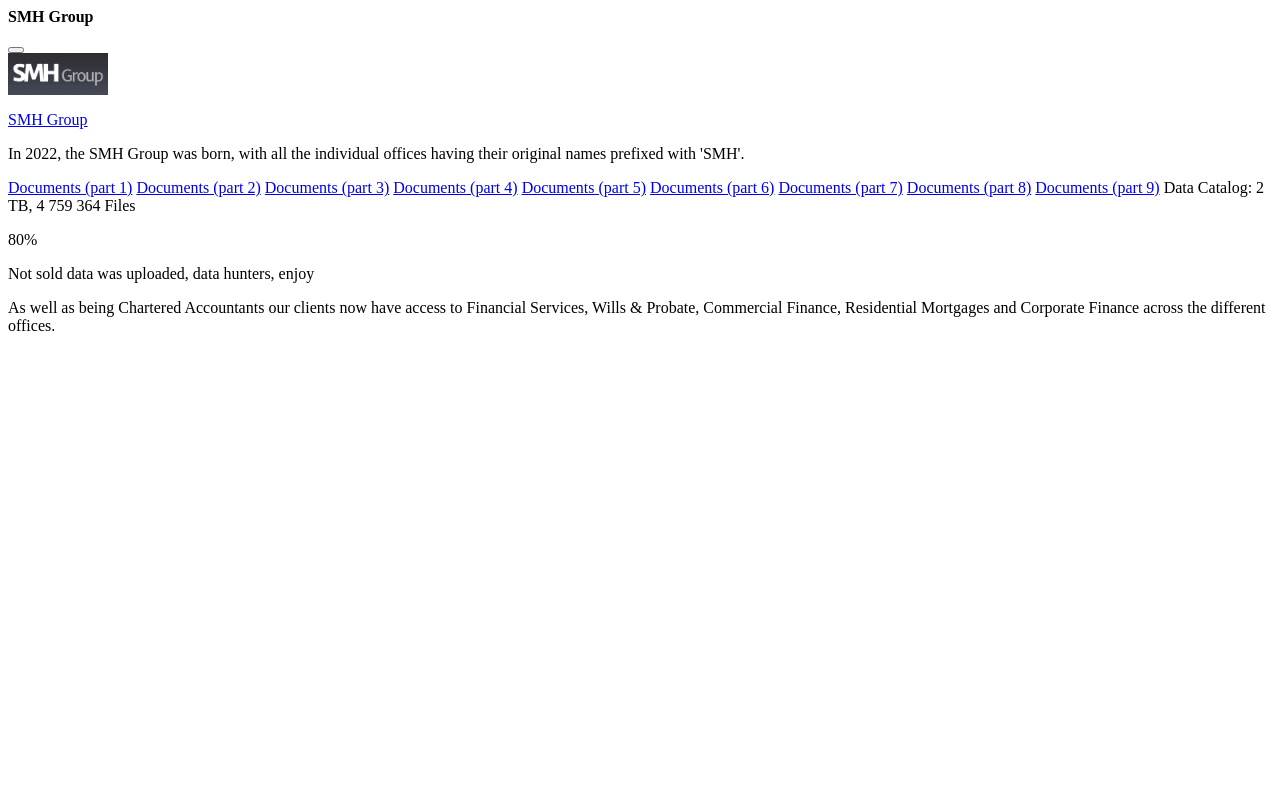 SMH Group
SMH Group
SMH Group
In 2022, the SMH Group was born, with all the individual offices having their original names prefixed with 'SMH'.
Documents (part 1) Documents (part 2) Documents (part 3) Documents (part 4) Documents (part 5) Documents (part 6) Documents (part 7) Documents (part 8) Documents (part 9) Data Catalog: 2
TB, 4 759 364 Files
80%
Not sold data was uploaded, data hunters, enjoy
As well as being Chartered Accountants our clients now have access to Financial Services, Wills & Probate, Commercial Finance, Residential Mortgages and Corporate Finance across the different
offices.